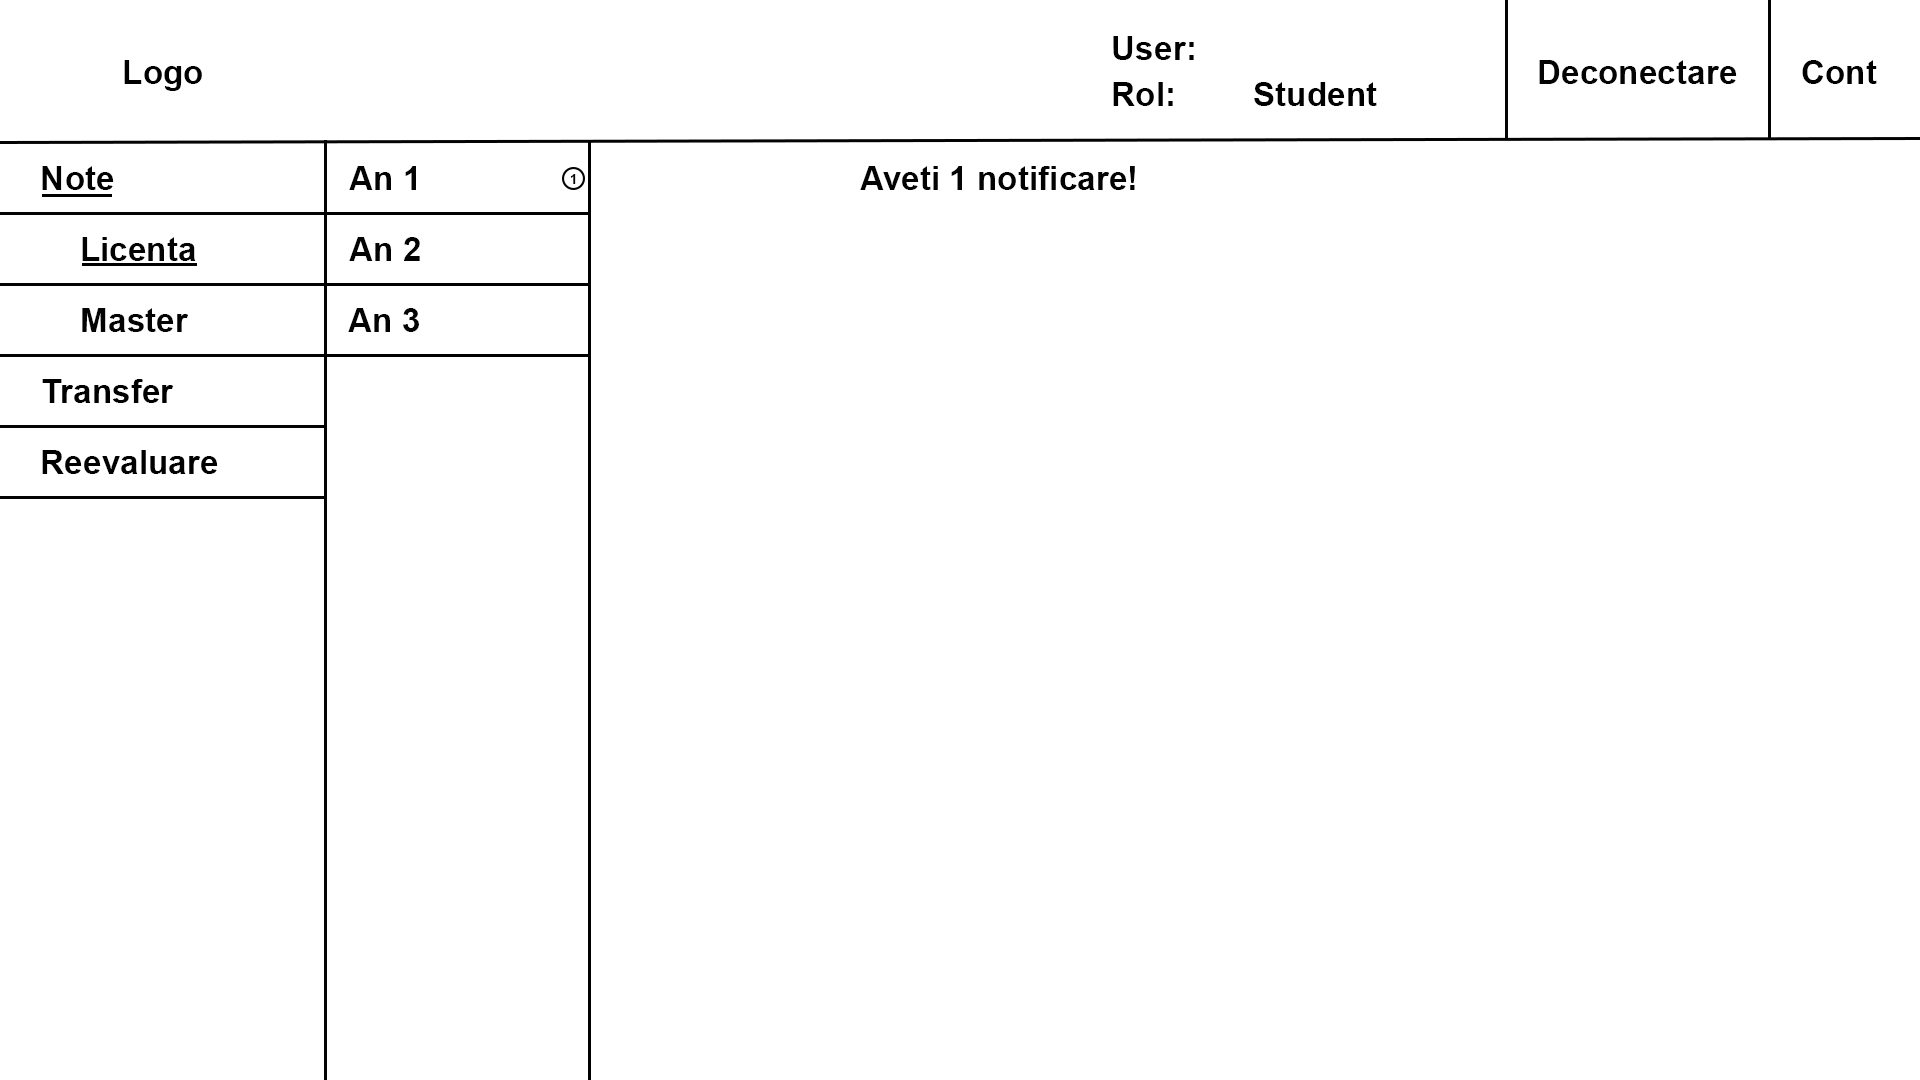 Logo
User:
Rol: Student
Deconectare
Cont
Note
Licenta
Master
Transfer
Reevaluare
An 1 1
An 2
An 3
Aveti 1 notificare!